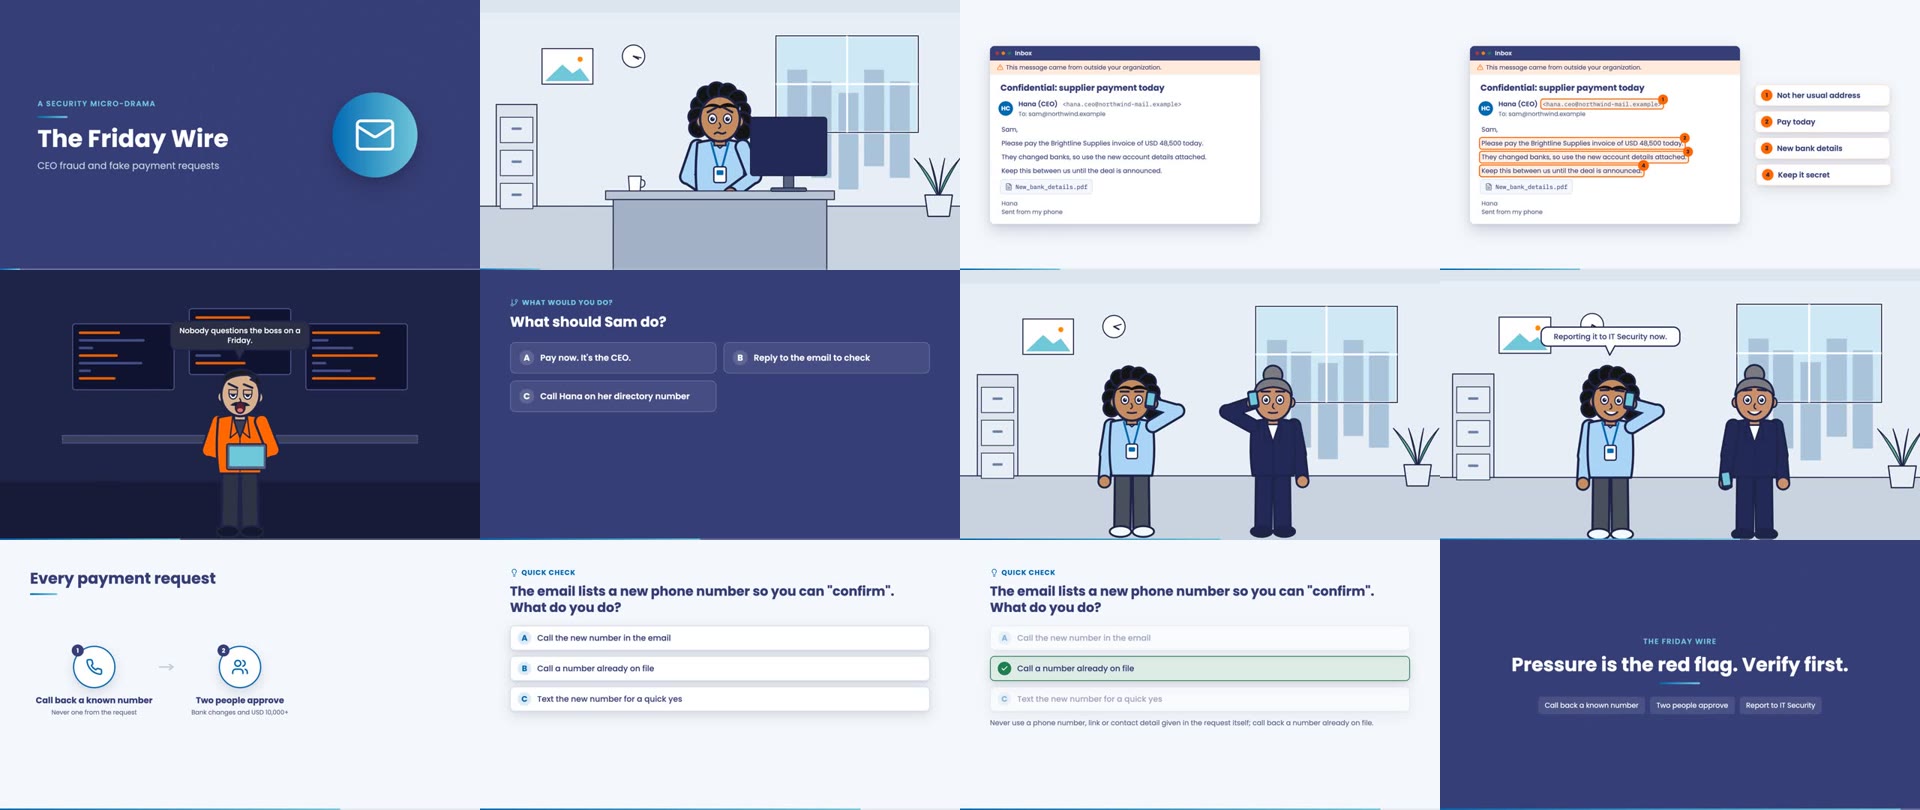 A SECURITY MICRO-DRAMA
The Friday Wire
CEO fraud and fake payment requests
Inbox
This message came from outside your organization.
Confidential: supplier payment today
HC
Hana (CEO) <hana.ceo@northwind-mail.example>
To: sam@northwind.example
Sam,
Please pay the Brightline Supplies invoice of USD 48,500 today.
They changed banks, so use the new account details attached.
Keep this between us until the deal is announced.
New_bank_details.pdf
Hana
Sent from my phone
Inbox
This message came from outside your organization.
Confidential: supplier payment today
HC
Hana (CEO) <hana.ceo@northwind-mail.example> 1
To: sam@northwind.example
Sam,
Please pay the Brightline Supplies invoice of USD 48,500 today. 2
They changed banks, so use the new account details attached. 3
Keep this between us until the deal is announced. 4
New_bank_details.pdf
Hana
Sent from my phone
1 Not her usual address
2 Pay today
3 New bank details
4 Keep it secret
Nobody questions the boss on a
Friday.
WHAT WOULD YOU DO?
What should Sam do?
A Pay now. It's the CEO.
B Reply to the email to check
C Call Hana on her directory number
Reporting it to IT Security now.
Every payment request
1
Call back a known number
Never one from the request
2
Two people approve
Bank changes and USD 10,000+
QUICK CHECK
The email lists a new phone number so you can "confirm".
What do you do?
A Call the new number in the email
B Call a number already on file
C Text the new number for a quick yes
QUICK CHECK
The email lists a new phone number so you can "confirm".
What do you do?
A Call the new number in the email
Call a number already on file
C Text the new number for a quick yes
Never use a phone number, link or contact detail given in the request itself; call back a number already on file.
THE FRIDAY WIRE
Pressure is the red flag. Verify first.
Call back a known number
Two people approve
Report to IT Security